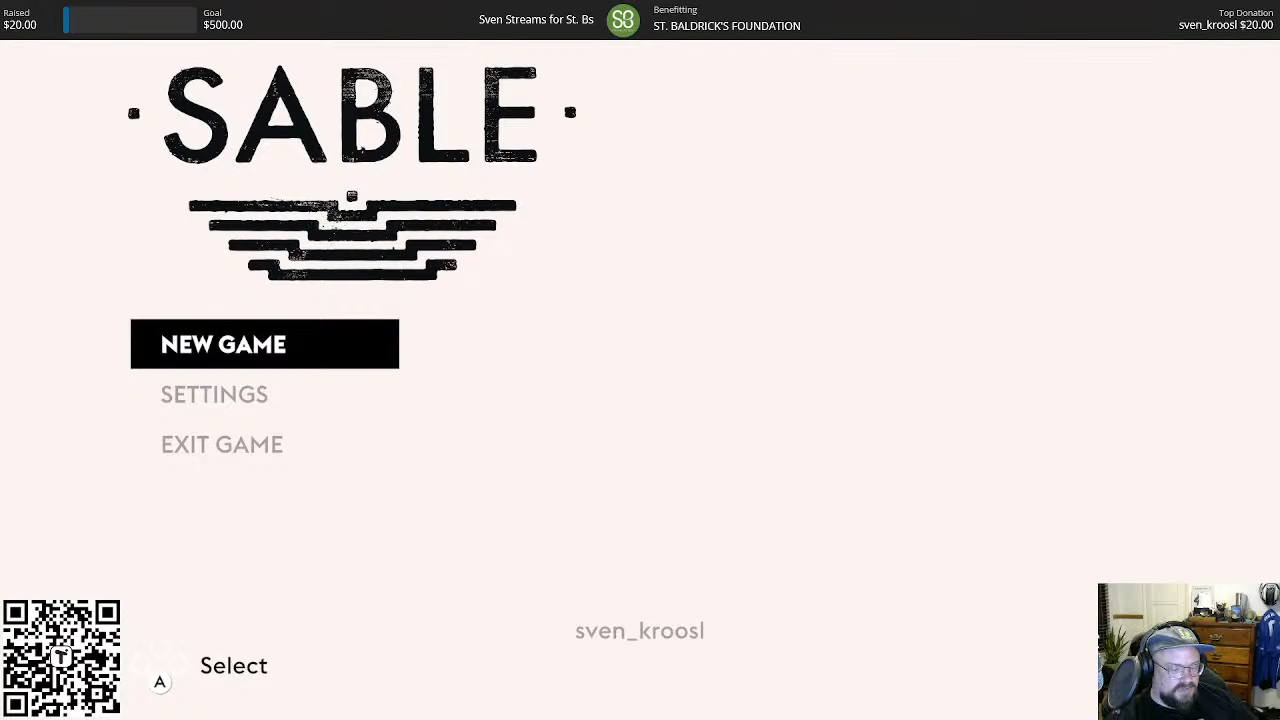 Raised
$20.00
Goal
$500.00
Sven Streams for St. Bs
SB
Benefitting
ST. BALDRICK'S FOUNDATION
Top Donation
sven_kroosl $20.00
SABLE
NEW GAME
SETTINGS
EXIT GAME
sven_kroosl
T
A
Select